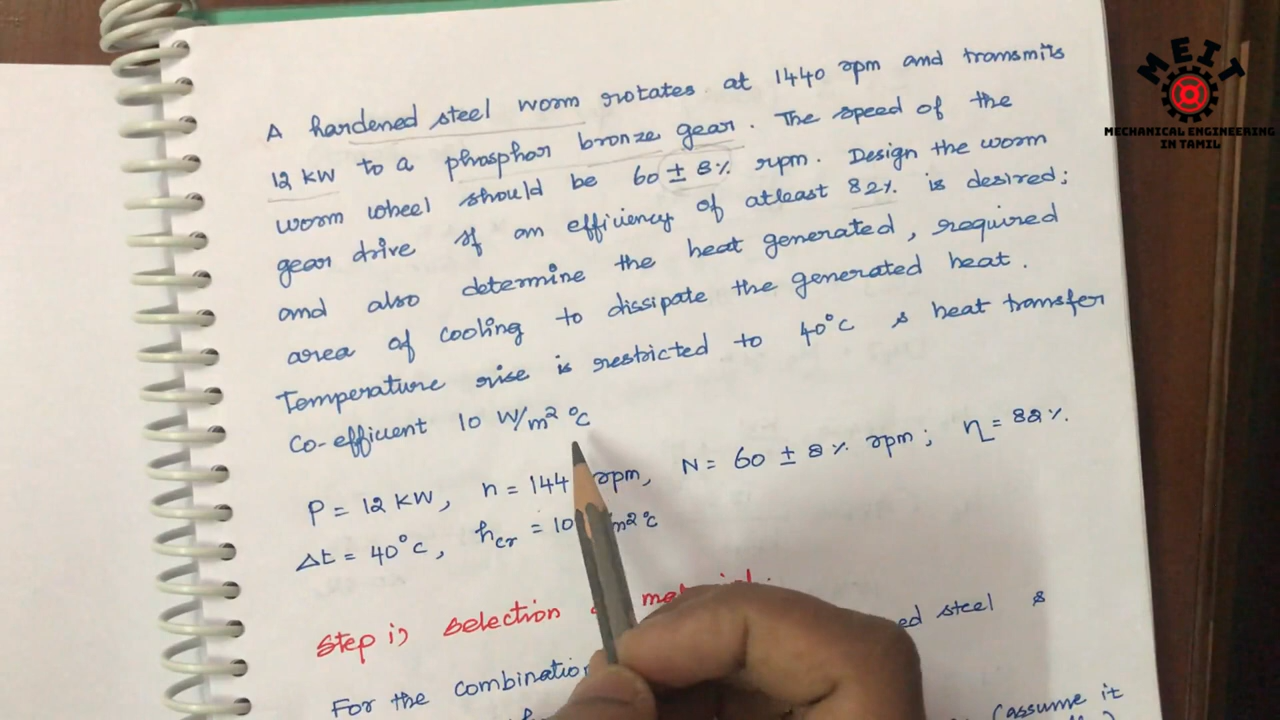 A hardened steel worm rotates at 1440 rpm and transmits
12 kW to a phosphor bronze gear. The speed of the
worm wheel should be 60 ± 8% rpm. Design the worm
gear drive if an efficiency of atleast 82% is desired;
and also determine the heat generated, required
area of cooling to dissipate the generated heat.
Temperature rise is restricted to 40°C & heat transfer
Co-efficient 10 W/m² °C
P = 12 KW, n = 144 rpm, N = 60 ± 8% rpm; η = 82%.
Δt = 40°C, hcr = 10 m² °C
Step i) Selection
For the combination ed steel &
(assume it
MEIT
MECHANICAL ENGINEERING
IN TAMIL